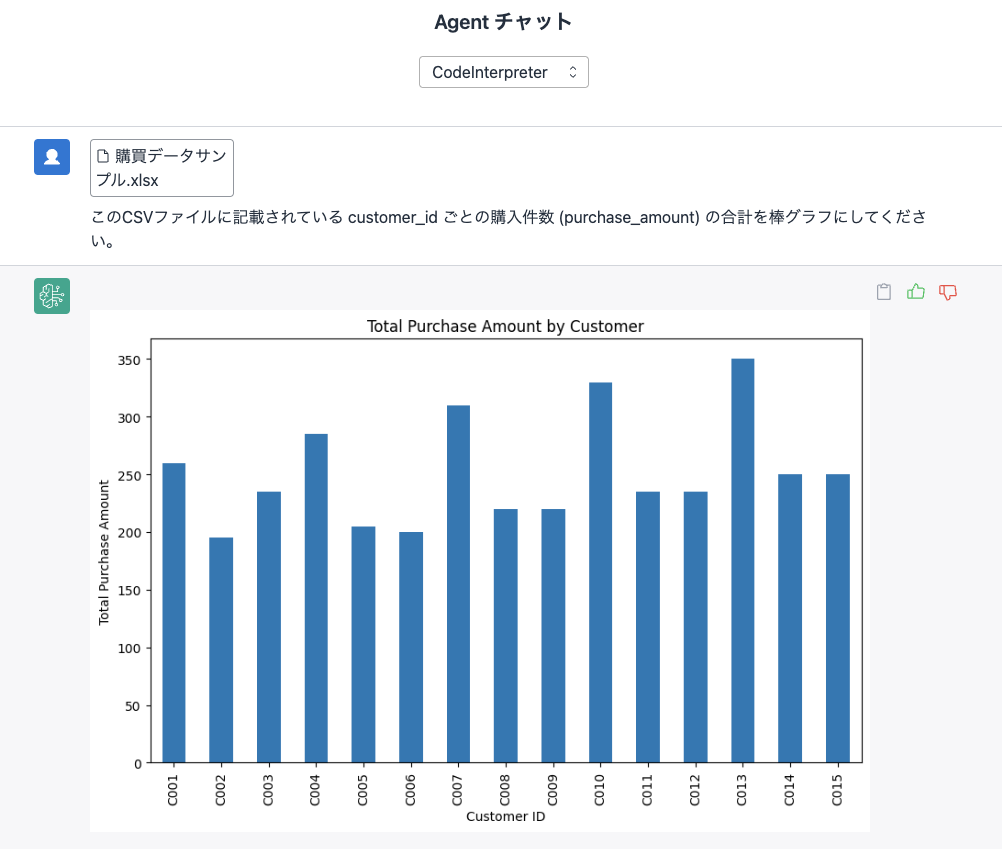 Agent チャット
CodeInterpreter
購買データサン
プル.xlsx
このCSVファイルに記載されている customer_id ごとの購入件数 (purchase_amount) の合計を棒グラフにしてくださ
い。
Total Purchase Amount by Customer
Total Purchase Amount
350
300
250
200
150
100
50
0
C001 C002 C003 C004 C005 C006 C007 C008 C009 C010 C011 C012 C013 C014 C015
Customer ID